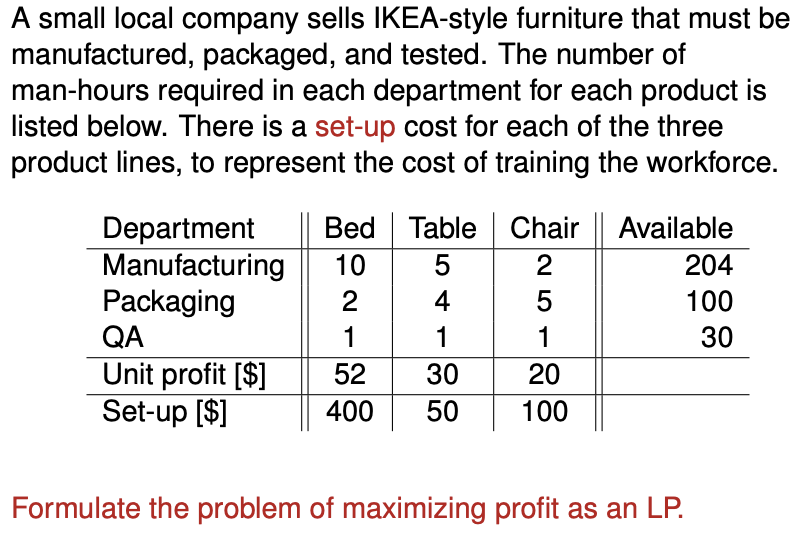 A small local company sells IKEA-style furniture that must be
manufactured, packaged, and tested. The number of
man-hours required in each department for each product is
listed below. There is a set-up cost for each of the three
product lines, to represent the cost of training the workforce.
Department Bed Table Chair Available
Manufacturing 10 5 2 204
Packaging 2 4 5 100
QA 1 1 1 30
Unit profit [$] 52 30 20
Set-up [$] 400 50 100
Formulate the problem of maximizing profit as an LP.